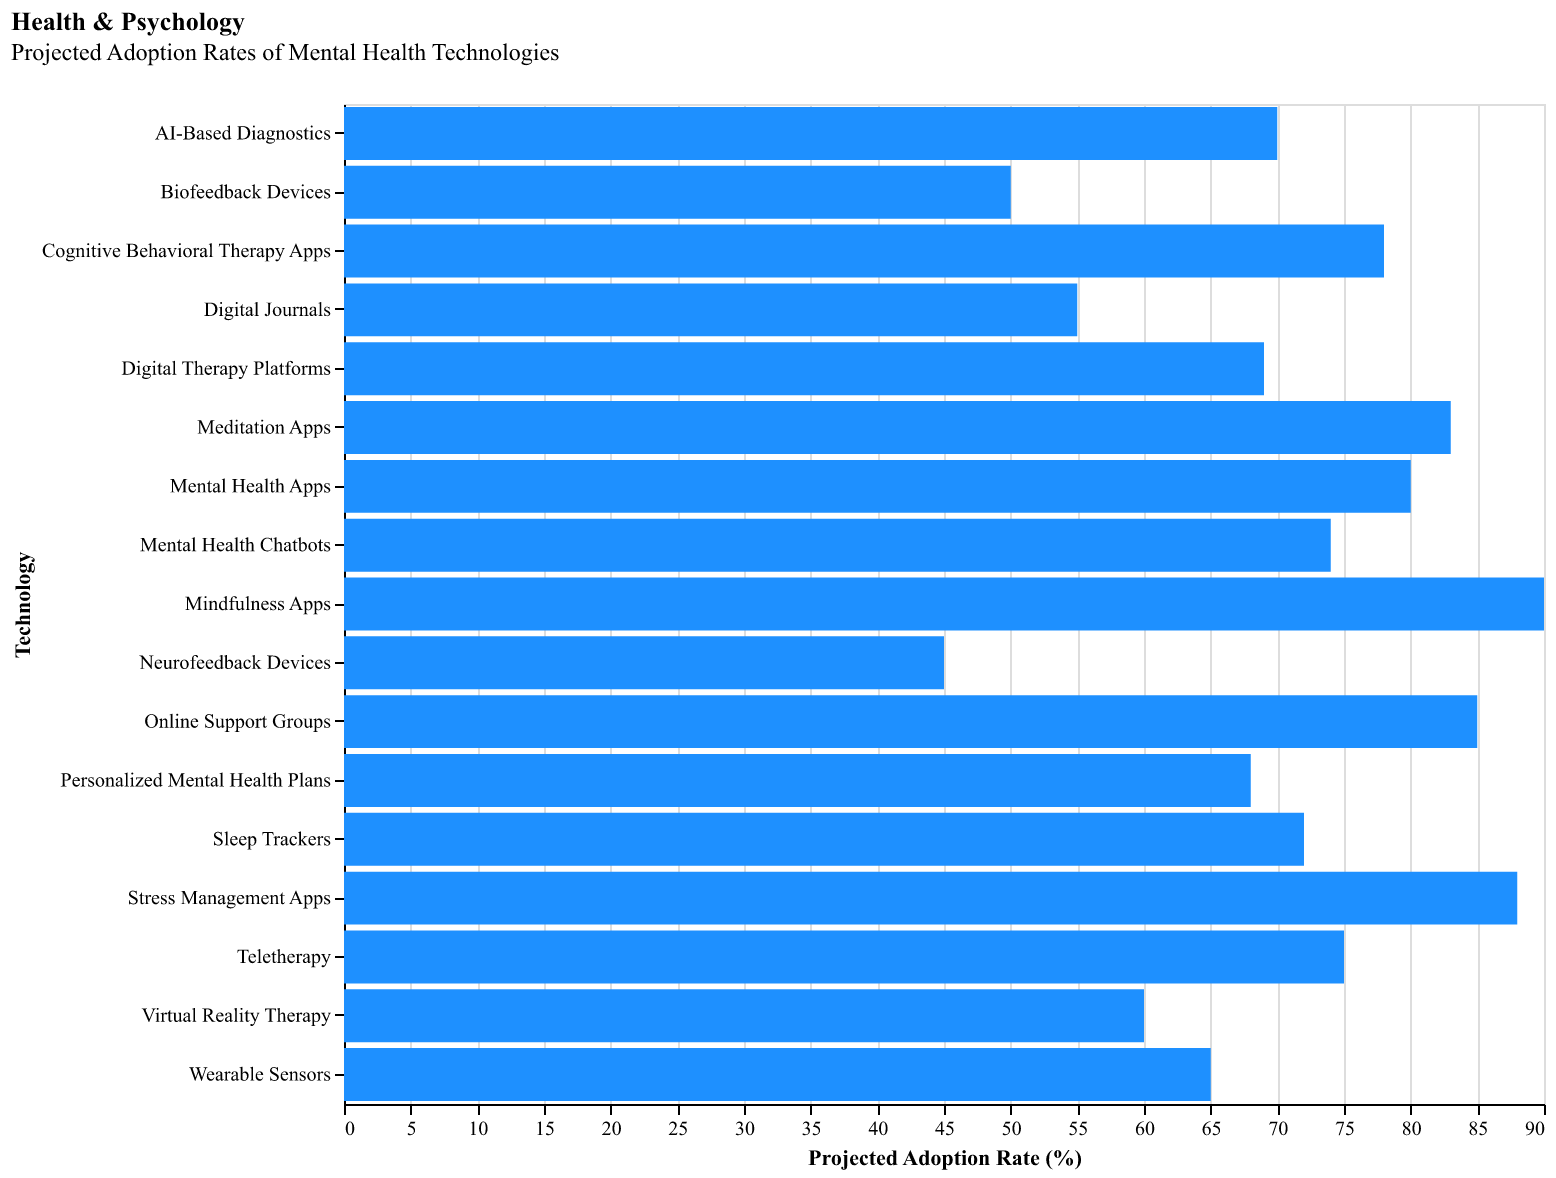 Health & Psychology
Projected Adoption Rates of Mental Health Technologies
Technology
AI-Based Diagnostics
Biofeedback Devices
Cognitive Behavioral Therapy Apps
Digital Journals
Digital Therapy Platforms
Meditation Apps
Mental Health Apps
Mental Health Chatbots
Mindfulness Apps
Neurofeedback Devices
Online Support Groups
Personalized Mental Health Plans
Sleep Trackers
Stress Management Apps
Teletherapy
Virtual Reality Therapy
Wearable Sensors
0 5 10 15 20 25 30 35 40 45 50 55 60 65 70 75 80 85 90
Projected Adoption Rate (%)